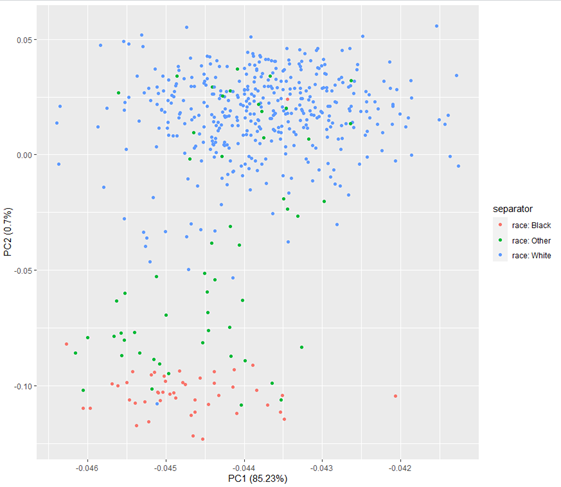 0.05
0.00
-0.05
-0.10
PC2 (0.7%)
-0.046
-0.045
-0.044
-0.043
-0.042
PC1 (85.23%)
separator
race: Black
race: Other
race: White